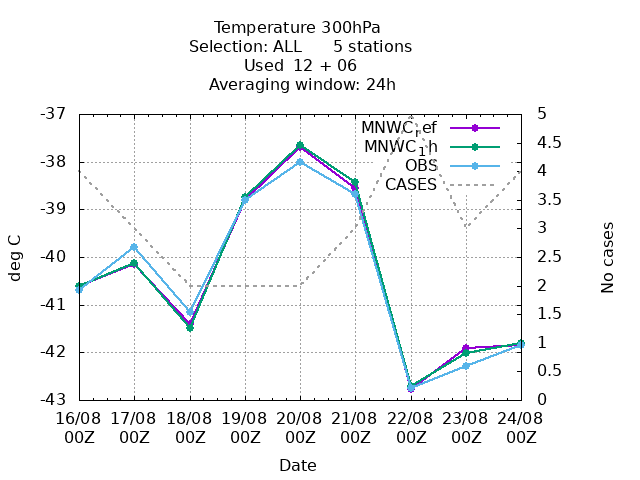 Temperature 300hPa
Selection: ALL      5 stations
Used  12 + 06
Averaging window: 24h
-37
-38
-39
-40
-41
-42
-43
deg C
5
4.5
4
3.5
3
2.5
2
1.5
1
0.5
0
No cases
MNWC_ref
MNWC_1h
OBS
CASES
16/08 17/08 18/08 19/08 20/08 21/08 22/08 23/08 24/08
00Z 00Z 00Z 00Z 00Z 00Z 00Z 00Z 00Z
Date